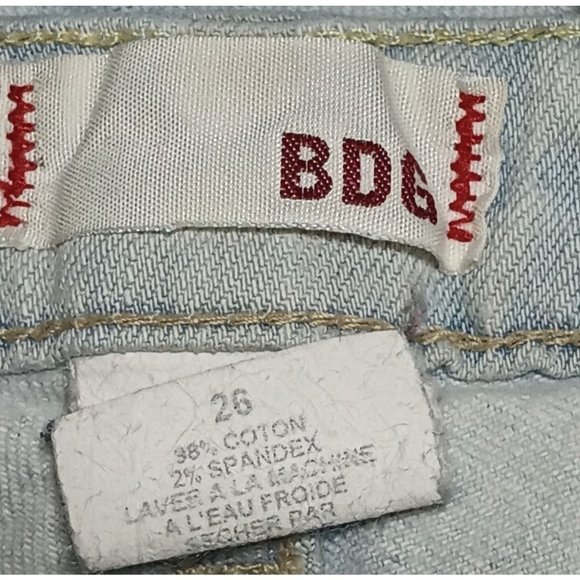 BDG
26
98% COTON
2% SPANDEX
LAVER A LA MACHINE
A L'EAU FROIDE
SECHER PAR